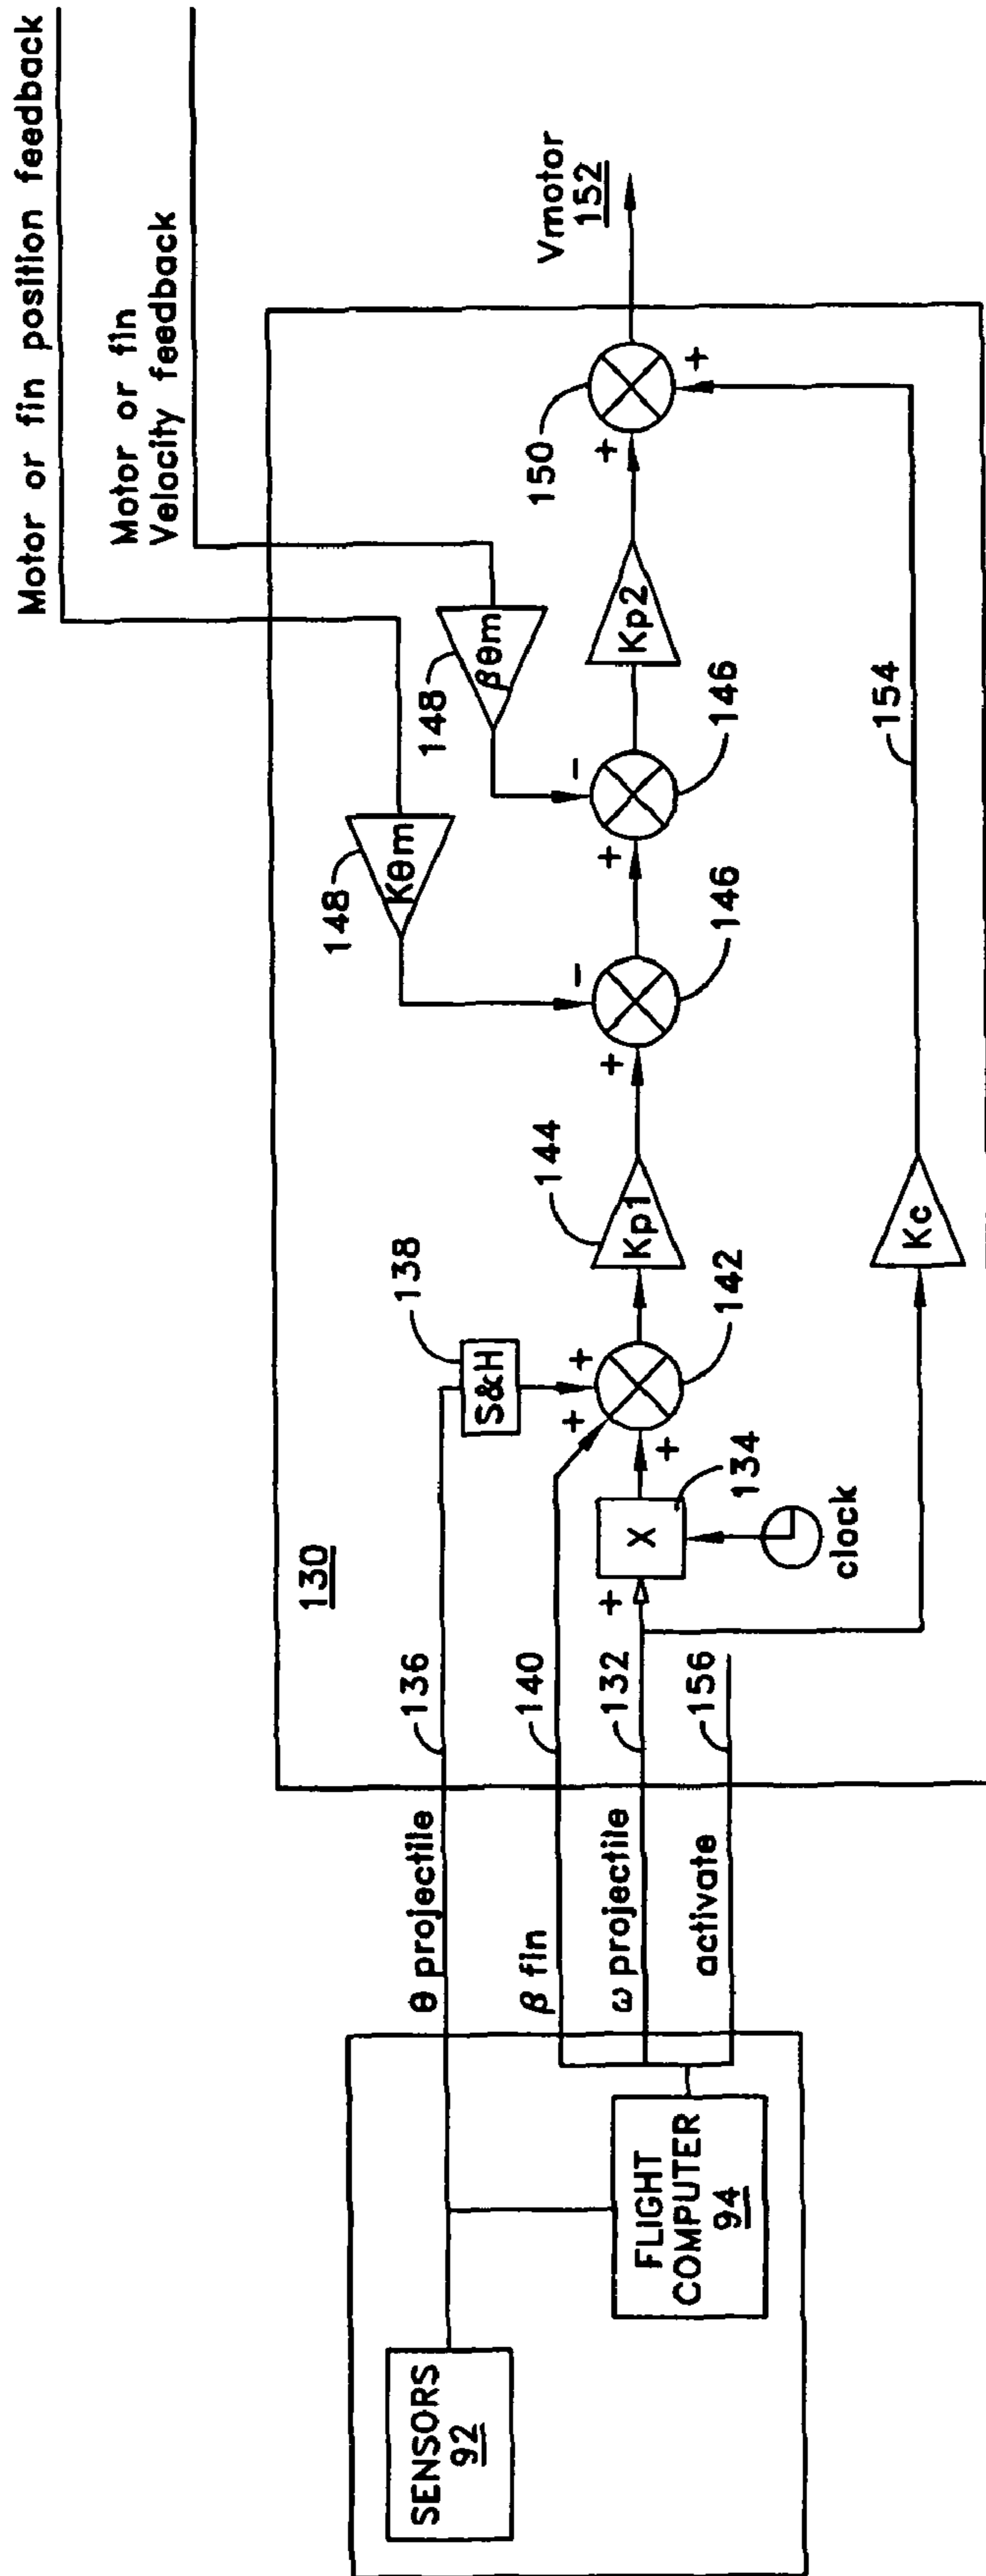 Motor or fin position feedback
Motor or fin
Velocity feedback
Vmotor
152
148
Kθm
148
βθm
150
130
138
S&H
144
Kp1
+
-
+
-
+
+
Kp2
146
146
142
+
+
+
X
134
clock
+
Kc
154
θ projectile
136
β fin
140
ω projectile
132
activate
156
SENSORS
92
FLIGHT
COMPUTER
94